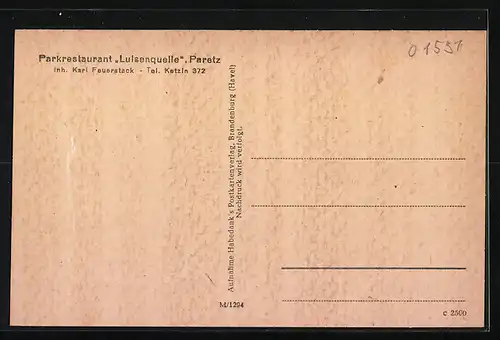 Parkrestaurant „Luisenquelle", Paretz
Inh. Karl Feuerstack - Tel. Ketzin 372
01551
Aufnahme Habedank's Postkartenverlag, Brandenburg (Havel)
Nachdruck wird verfolgt.
M/1294
c 2500